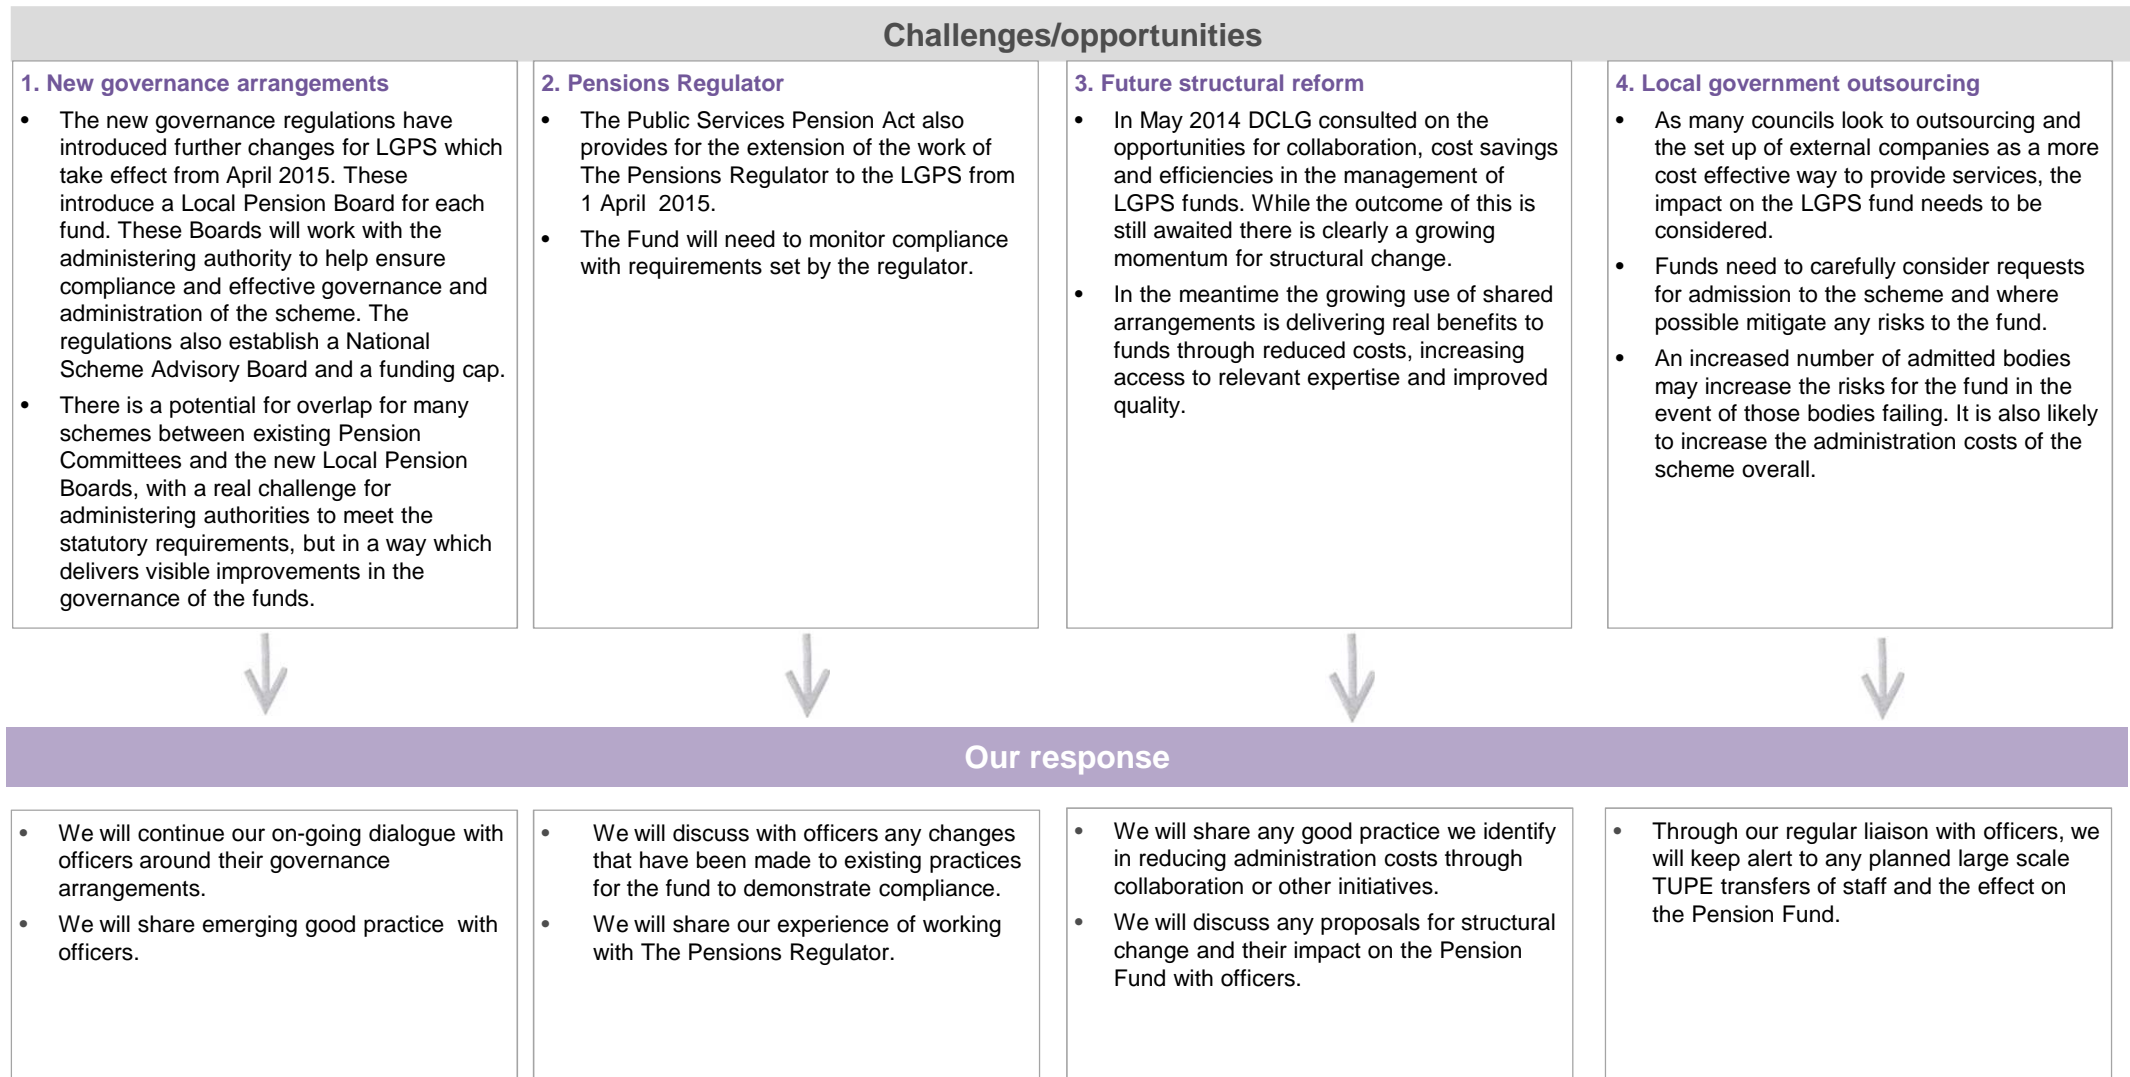 Challenges/opportunities
1. New governance arrangements
• The new governance regulations have
introduced further changes for LGPS which
take effect from April 2015. These
introduce a Local Pension Board for each
fund. These Boards will work with the
administering authority to help ensure
compliance and effective governance and
administration of the scheme. The
regulations also establish a National
Scheme Advisory Board and a funding cap.
• There is a potential for overlap for many
schemes between existing Pension
Committees and the new Local Pension
Boards, with a real challenge for
administering authorities to meet the
statutory requirements, but in a way which
delivers visible improvements in the
governance of the funds.
2. Pensions Regulator
• The Public Services Pension Act also
provides for the extension of the work of
The Pensions Regulator to the LGPS from
1 April 2015.
• The Fund will need to monitor compliance
with requirements set by the regulator.
3. Future structural reform
• In May 2014 DCLG consulted on the
opportunities for collaboration, cost savings
and efficiencies in the management of
LGPS funds. While the outcome of this is
still awaited there is clearly a growing
momentum for structural change.
• In the meantime the growing use of shared
arrangements is delivering real benefits to
funds through reduced costs, increasing
access to relevant expertise and improved
quality.
4. Local government outsourcing
• As many councils look to outsourcing and
the set up of external companies as a more
cost effective way to provide services, the
impact on the LGPS fund needs to be
considered.
• Funds need to carefully consider requests
for admission to the scheme and where
possible mitigate any risks to the fund.
• An increased number of admitted bodies
may increase the risks for the fund in the
event of those bodies failing. It is also likely
to increase the administration costs of the
scheme overall.
Our response
• We will continue our on-going dialogue with
officers around their governance
arrangements.
• We will share emerging good practice with
officers.
• We will discuss with officers any changes
that have been made to existing practices
for the fund to demonstrate compliance.
• We will share our experience of working
with The Pensions Regulator.
• We will share any good practice we identify
in reducing administration costs through
collaboration or other initiatives.
• We will discuss any proposals for structural
change and their impact on the Pension
Fund with officers.
• Through our regular liaison with officers, we
will keep alert to any planned large scale
TUPE transfers of staff and the effect on
the Pension Fund.